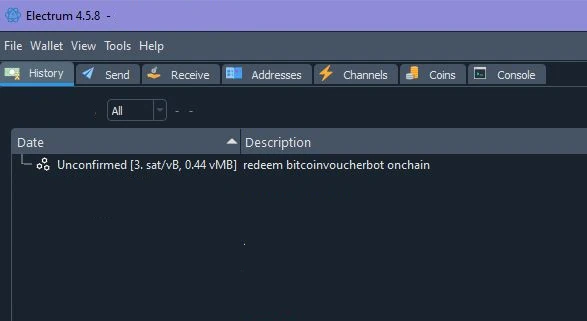 Electrum 4.5.8 -
File Wallet View Tools Help
History Send Receive Addresses Channels Coins Console
All - -
Date Description
Unconfirmed [3. sat/vB, 0.44 vMB] redeem bitcoinvoucherbot onchain